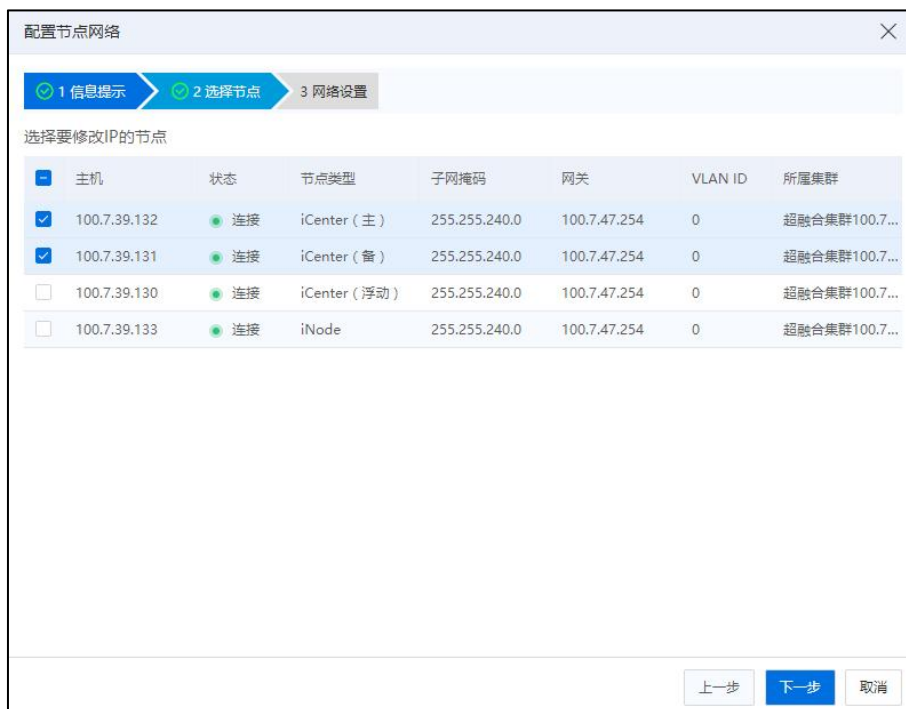 配置节点网络
1 信息提示 2 选择节点 3 网络设置
选择要修改IP的节点
主机 状态 节点类型 子网掩码 网关 VLAN ID 所属集群
100.7.39.132 连接 iCenter（主） 255.255.240.0 100.7.47.254 0 超融合集群100.7...
100.7.39.131 连接 iCenter（备） 255.255.240.0 100.7.47.254 0 超融合集群100.7...
100.7.39.130 连接 iCenter（浮动） 255.255.240.0 100.7.47.254 0 超融合集群100.7...
100.7.39.133 连接 iNode 255.255.240.0 100.7.47.254 0 超融合集群100.7...
上一步 下一步 取消